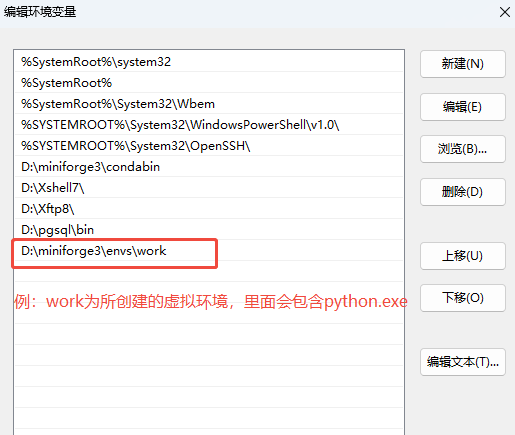 编辑环境变量
%SystemRoot%\system32
%SystemRoot%
%SystemRoot%\System32\Wbem
%SYSTEMROOT%\System32\WindowsPowerShell\v1.0\
%SYSTEMROOT%\System32\OpenSSH\
D:\miniforge3\condabin
D:\Xshell7\
D:\Xftp8\
D:\pgsql\bin
D:\miniforge3\envs\work
例：work为所创建的虚拟环境，里面会包含python.exe
新建(N)
编辑(E)
浏览(B)...
删除(D)
上移(U)
下移(O)
编辑文本(T)...